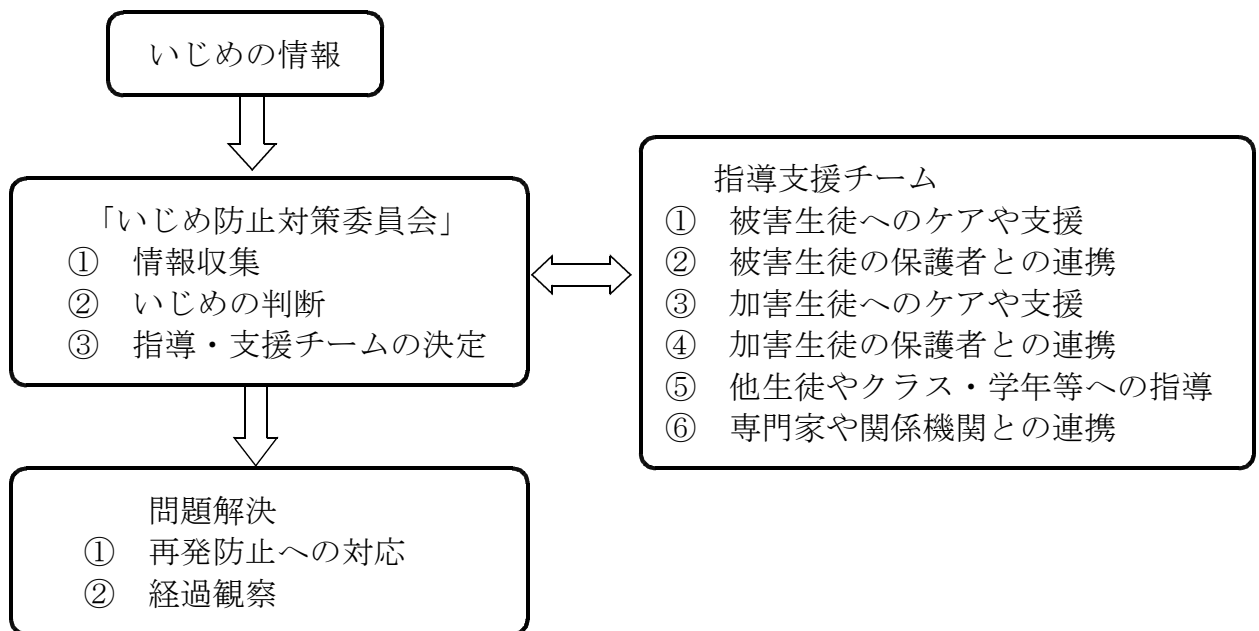 いじめの情報
「いじめ防止対策委員会」
① 情報収集
② いじめの判断
③ 指導・支援チームの決定
指導支援チーム
① 被害生徒へのケアや支援
② 被害生徒の保護者との連携
③ 加害生徒へのケアや支援
④ 加害生徒の保護者との連携
⑤ 他生徒やクラス・学年等への指導
⑥ 専門家や関係機関との連携
問題解決
① 再発防止への対応
② 経過観察